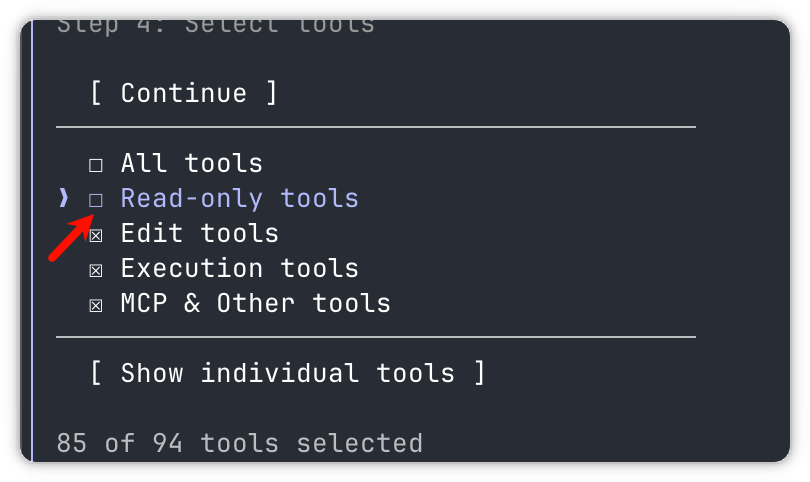 Step 4: Select tools
[ Continue ]
☐ All tools
❯ ☐ Read-only tools
☒ Edit tools
☒ Execution tools
☒ MCP & Other tools
[ Show individual tools ]
85 of 94 tools selected